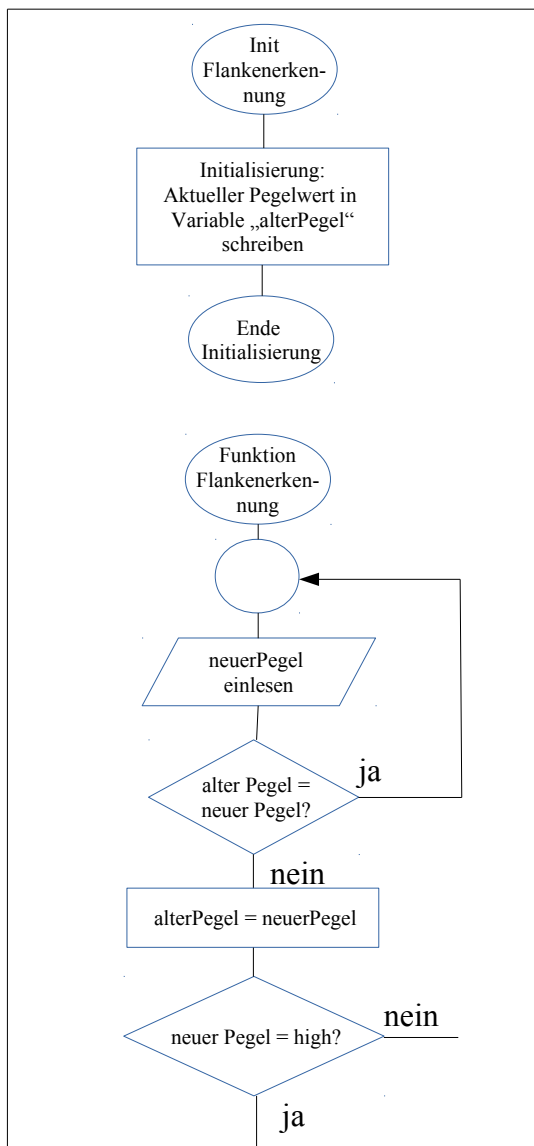 Init
Flankenerken-
nung
Initialisierung:
Aktueller Pegelwert in
Variable „alterPegel“
schreiben
Ende
Initialisierung
Funktion
Flankenerken-
nung
neuerPegel
einlesen
alter Pegel =
neuer Pegel?
ja
nein
alterPegel = neuerPegel
neuer Pegel = high?
nein
ja